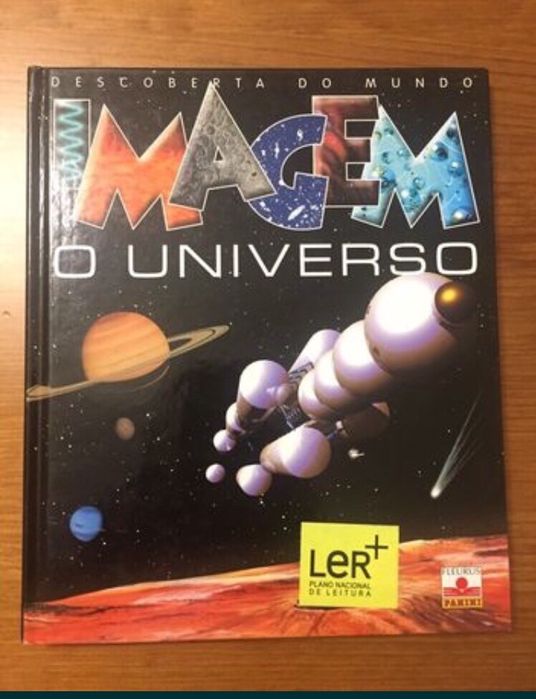 DESCOBERTA DO MUNDO
IMAGEM
O UNIVERSO
LeR+
PLANO NACIONAL
DE LEITURA
FLEURUS
PANINI